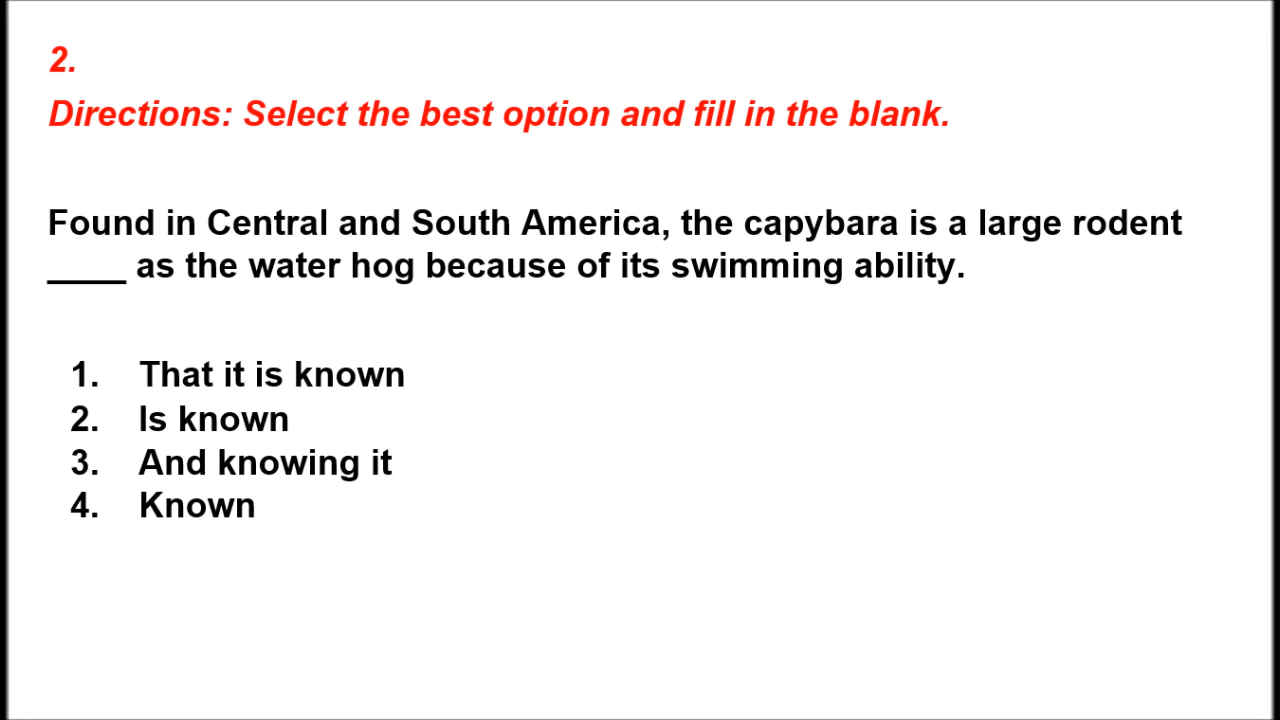 2.
Directions: Select the best option and fill in the blank.
Found in Central and South America, the capybara is a large rodent
____ as the water hog because of its swimming ability.
1. That it is known
2. Is known
3. And knowing it
4. Known